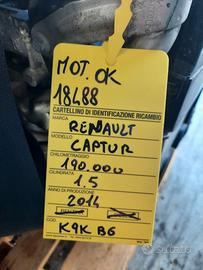 MOT. OK
18488
CARTELLINO DI IDENTIFICAZIONE RICAMBIO
MARCA
RENAULT
MODELLO
CAPTUR
CHILOMETRAGGIO
190.000
CILINDRATA
1.5
ANNO DI PRODUZIONE
2014
COD.
K9K B6